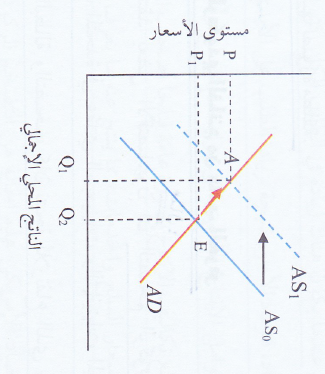 مستوى الأسعار
P
P₁
A
E
AS₁
AS₀
AD
Q₁
Q₂
الناتج المحلي الإجمالي